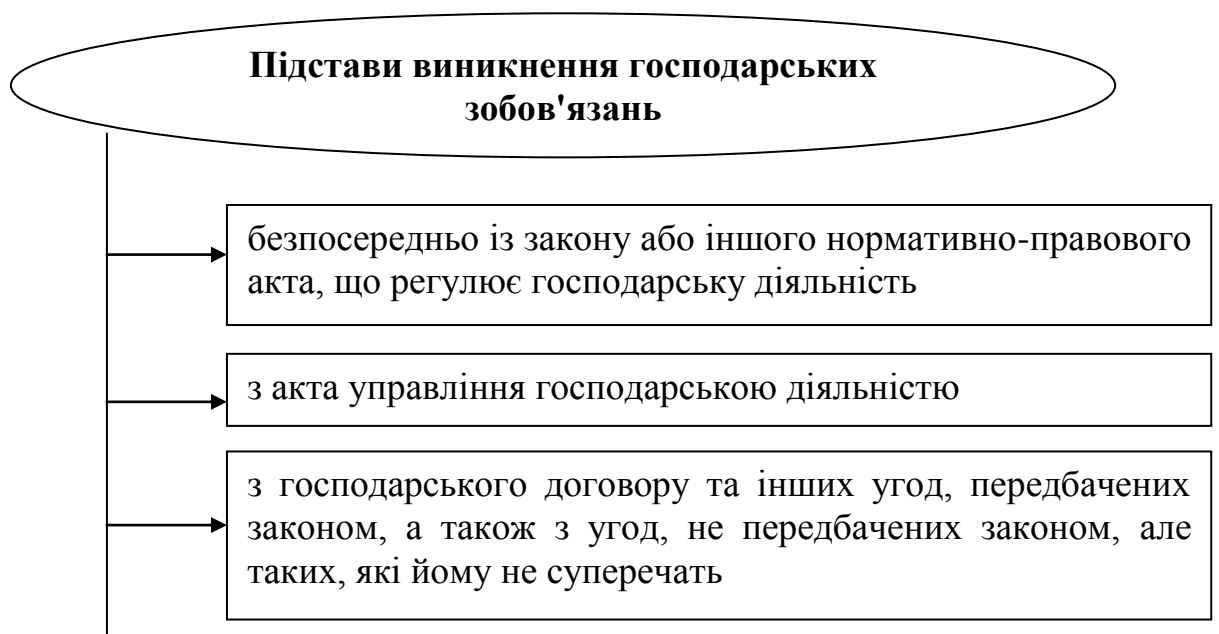 Підстави виникнення господарських
зобов'язань
безпосередньо із закону або іншого нормативно-правового
акта, що регулює господарську діяльність
з акта управління господарською діяльністю
з господарського договору та інших угод, передбачених
законом, а також з угод, не передбачених законом, але
таких, які йому не суперечать